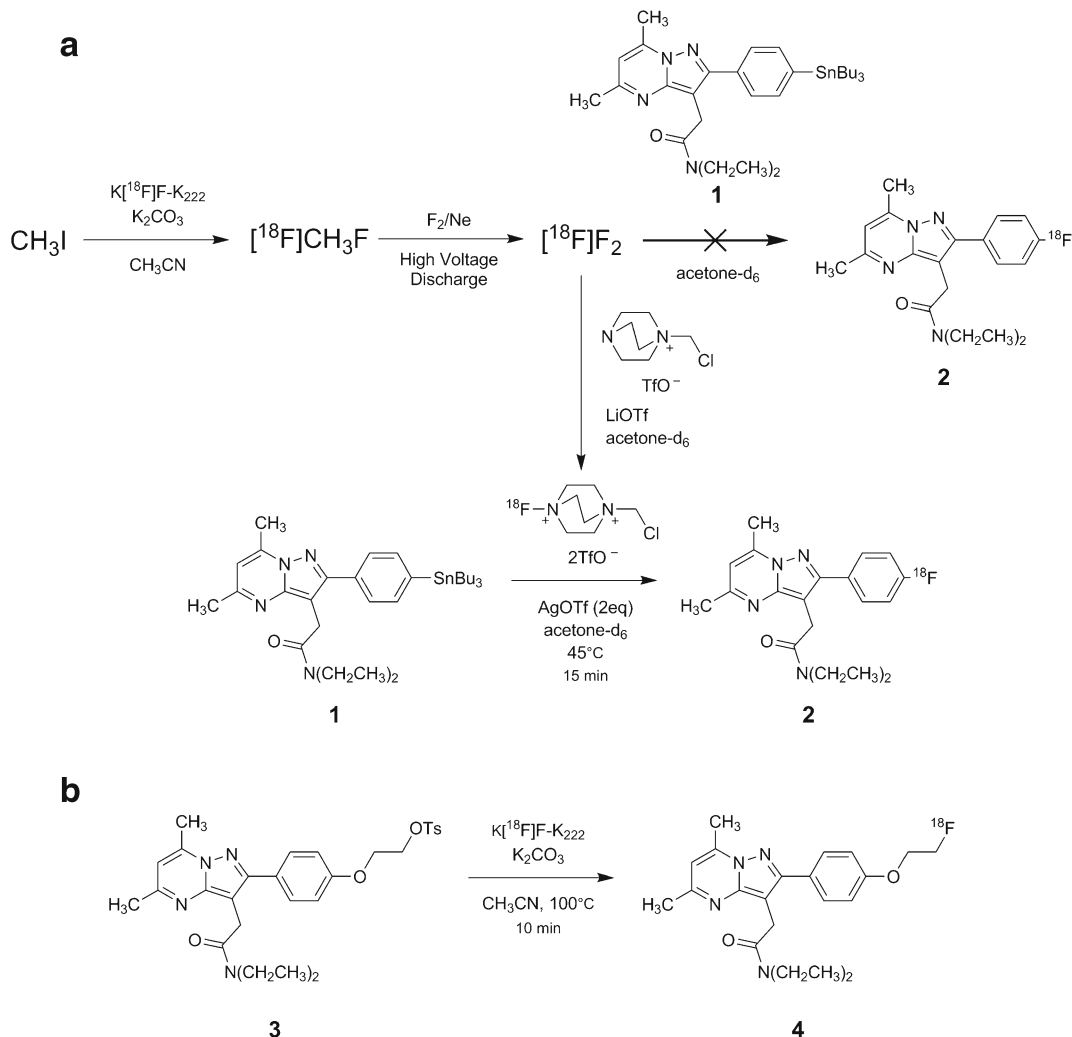 a
CH3
N
N
N
H3C
SnBu3
O
N(CH2CH3)2
1
K[18F]F-K222
K2CO3
CH3I
CH3CN
[18F]CH3F
F2/Ne
High Voltage
Discharge
[18F]F2
acetone-d6
CH3
N
N
N
H3C
18F
O
N(CH2CH3)2
2
N
N
+
Cl
TfO−
LiOTf
acetone-d6
18F
N
+
N
+
Cl
2TfO−
CH3
N
N
N
H3C
SnBu3
O
N(CH2CH3)2
1
AgOTf (2eq)
acetone-d6
45°C
15 min
CH3
N
N
N
H3C
18F
O
N(CH2CH3)2
2
b
CH3
N
N
N
H3C
OTs
O
O
N(CH2CH3)2
3
K[18F]F-K222
K2CO3
CH3CN, 100°C
10 min
CH3
N
N
N
H3C
18F
O
O
N(CH2CH3)2
4